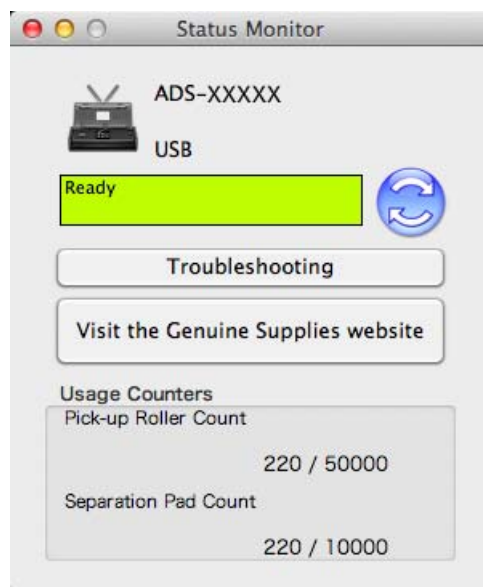 Status Monitor
ADS-XXXXX
USB
Ready
Troubleshooting
Visit the Genuine Supplies website
Usage Counters
Pick-up Roller Count
220 / 50000
Separation Pad Count
220 / 10000